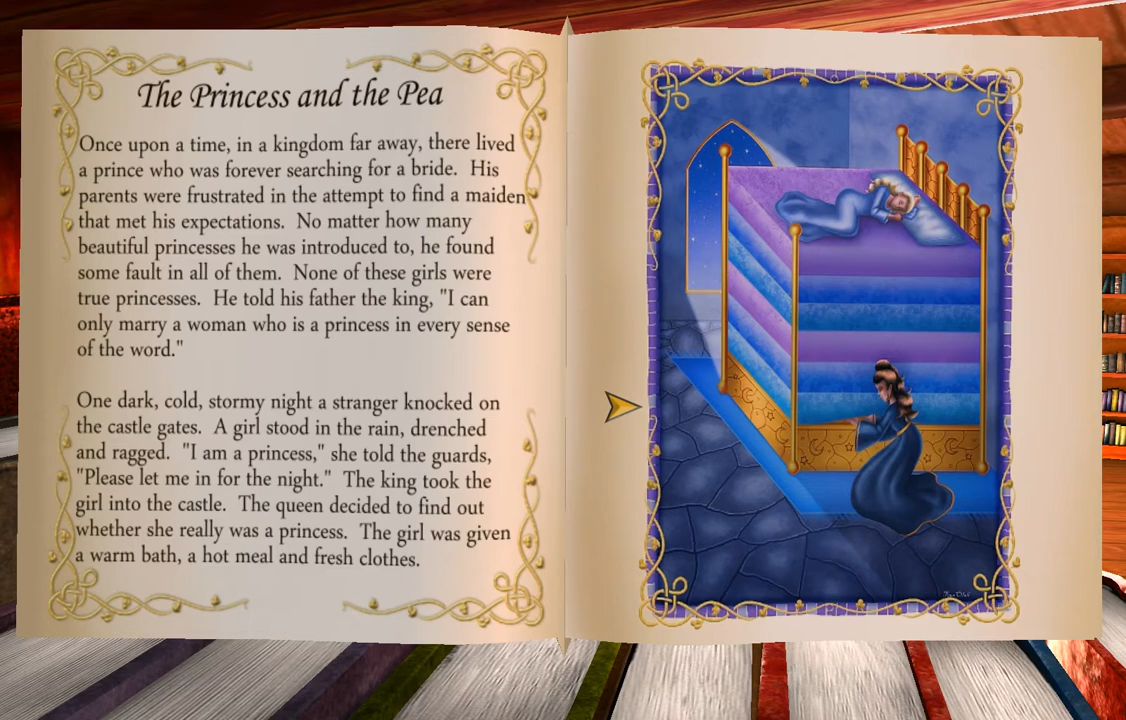 The Princess and the Pea
Once upon a time, in a kingdom far away, there lived
a prince who was forever searching for a bride. His
parents were frustrated in the attempt to find a maiden
that met his expectations. No matter how many
beautiful princesses he was introduced to, he found
some fault in all of them. None of these girls were
true princesses. He told his father the king, "I can
only marry a woman who is a princess in every sense
of the word."
One dark, cold, stormy night a stranger knocked on
the castle gates. A girl stood in the rain, drenched
and ragged. "I am a princess," she told the guards,
"Please let me in for the night." The king took the
girl into the castle. The queen decided to find out
whether she really was a princess. The girl was given
a warm bath, a hot meal and fresh clothes.